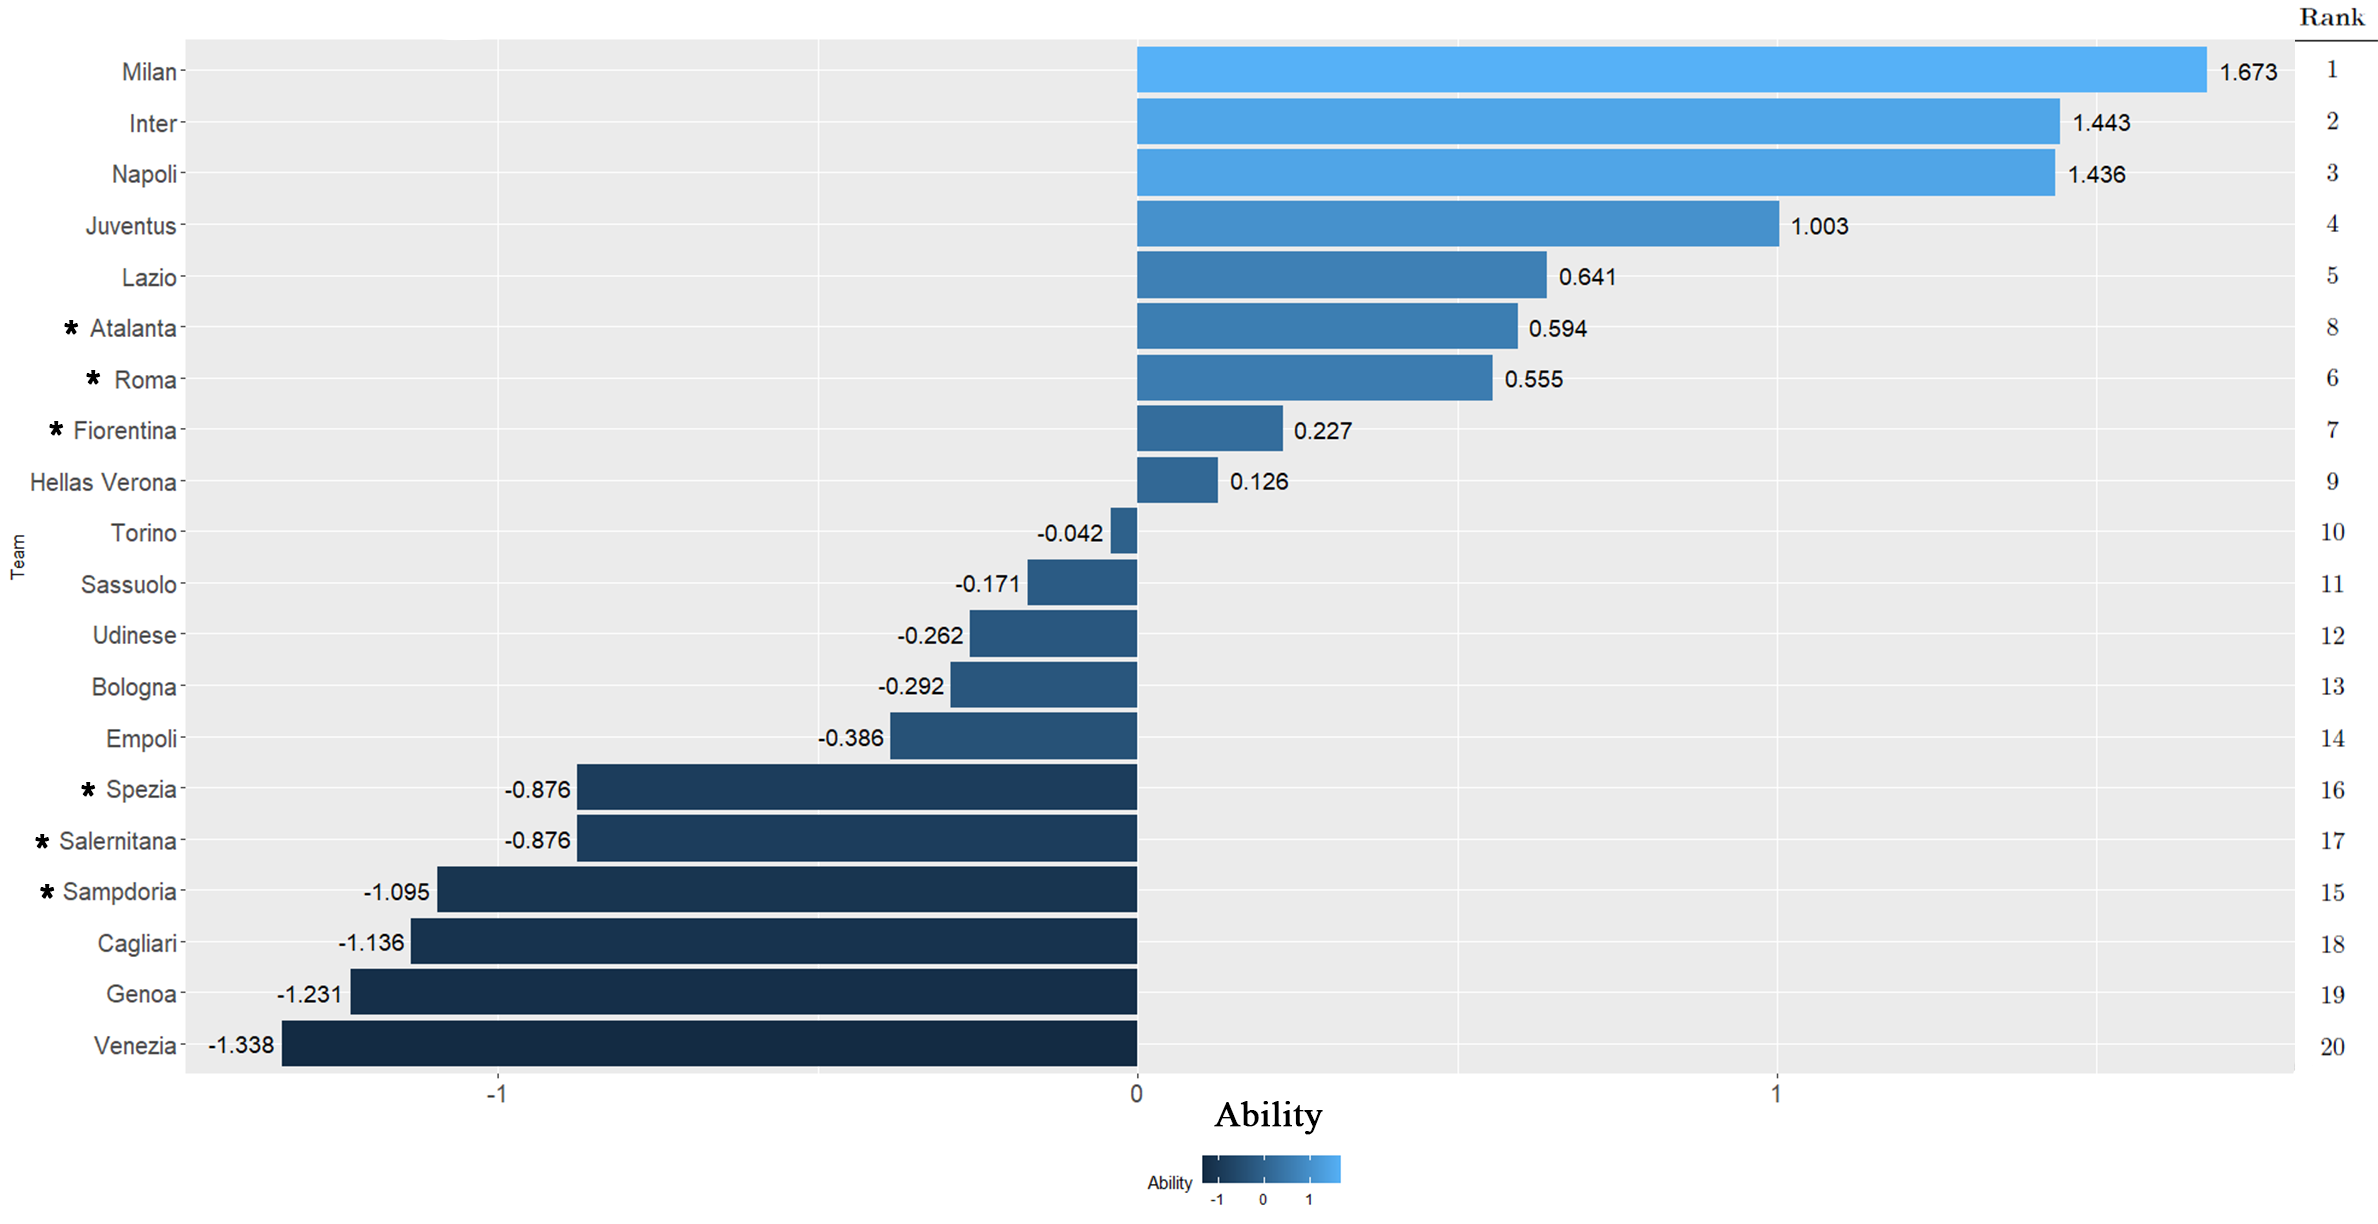 Rank
Milan 1.673 1
Inter 1.443 2
Napoli 1.436 3
Juventus 1.003 4
Lazio 0.641 5
* Atalanta 0.594 8
* Roma 0.555 6
* Fiorentina 0.227 7
Hellas Verona 0.126 9
Torino -0.042 10
Team
Sassuolo -0.171 11
Udinese -0.262 12
Bologna -0.292 13
Empoli -0.386 14
* Spezia -0.876 16
* Salernitana -0.876 17
* Sampdoria -1.095 15
Cagliari -1.136 18
Genoa -1.231 19
Venezia -1.338 20
-1 0 1
Ability
Ability
-1 0 1